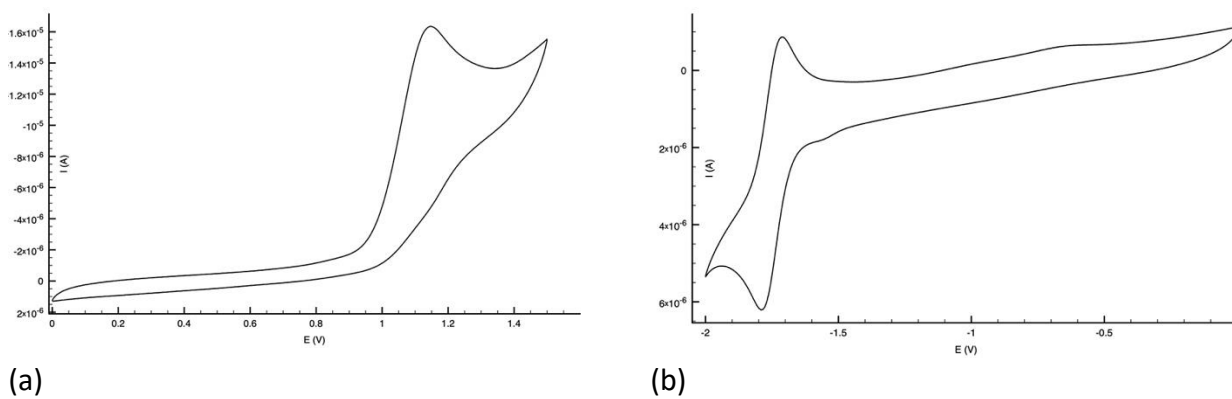 -1.6×10⁻⁵
-1.4×10⁻⁵
-1.2×10⁻⁵
-10⁻⁵
-8×10⁻⁶
-6×10⁻⁶
-4×10⁻⁶
-2×10⁻⁶
0
2×10⁻⁶
I (A)
0 0.2 0.4 0.6 0.8 1 1.2 1.4
E (V)
(a)
0
2×10⁻⁶
4×10⁻⁶
6×10⁻⁶
I (A)
-2 -1.5 -1 -0.5
E (V)
(b)